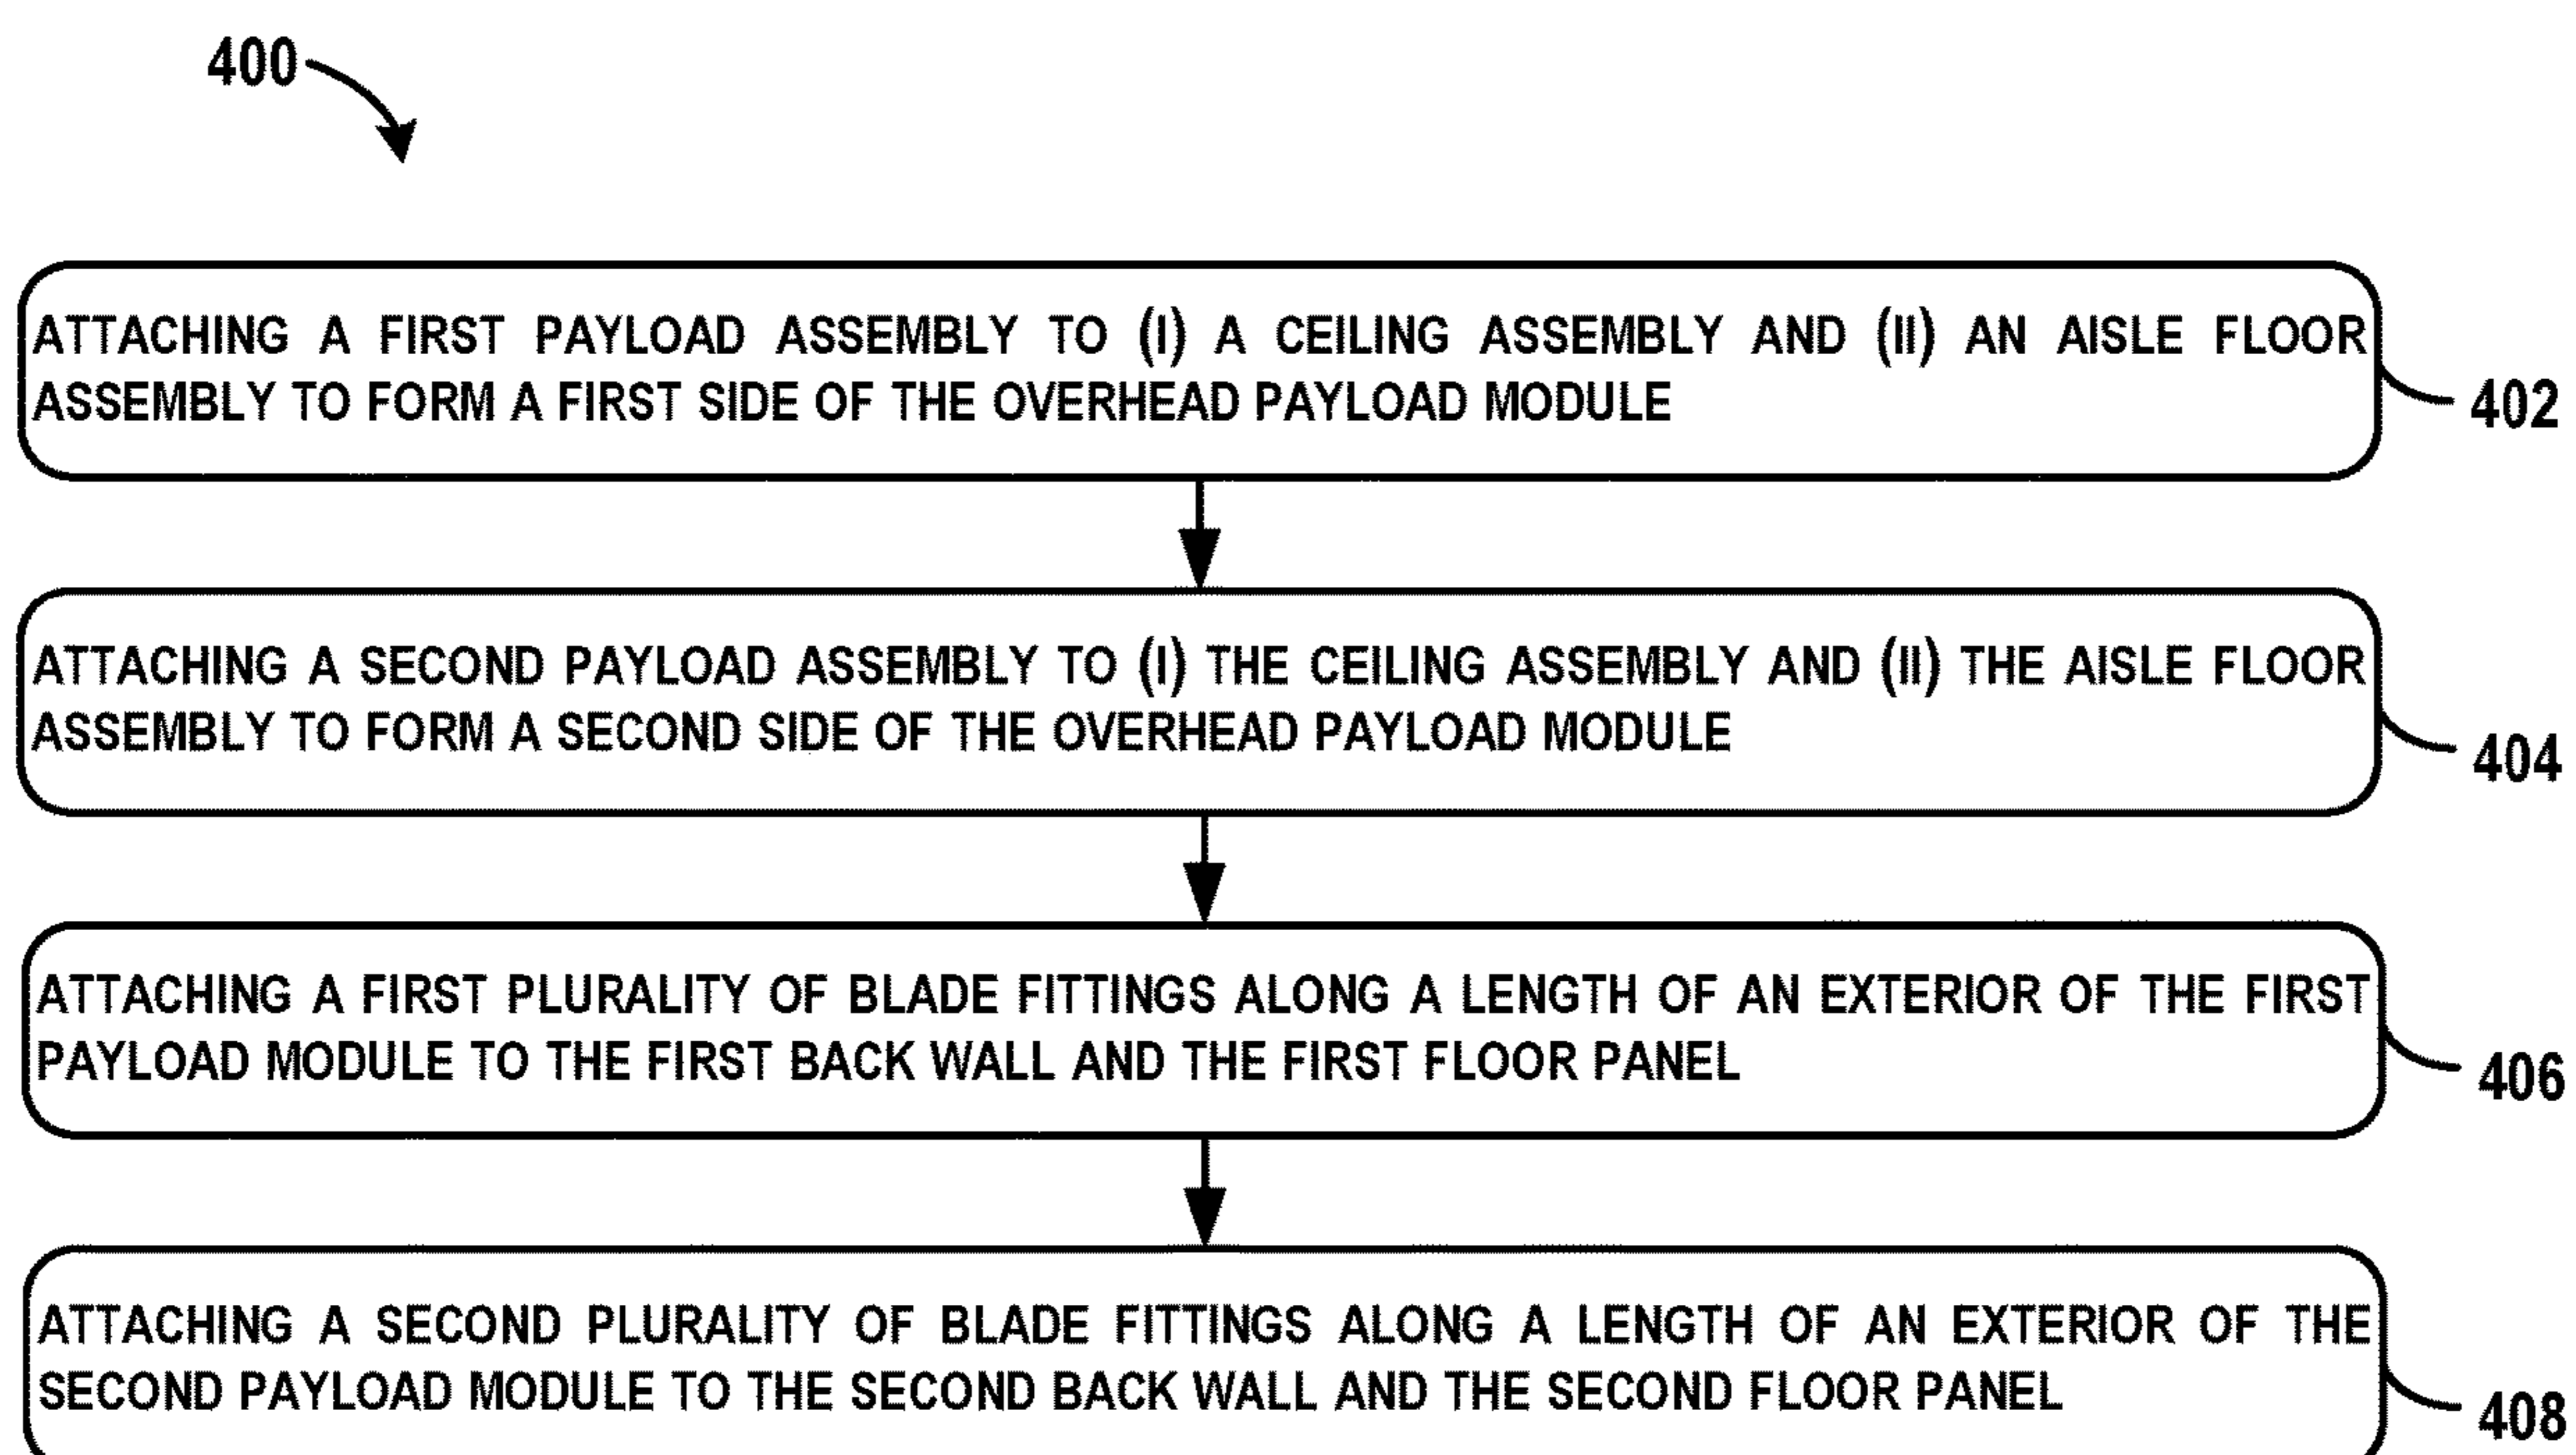 400
ATTACHING A FIRST PAYLOAD ASSEMBLY TO (I) A CEILING ASSEMBLY AND (II) AN AISLE FLOOR
ASSEMBLY TO FORM A FIRST SIDE OF THE OVERHEAD PAYLOAD MODULE
402
ATTACHING A SECOND PAYLOAD ASSEMBLY TO (I) THE CEILING ASSEMBLY AND (II) THE AISLE FLOOR
ASSEMBLY TO FORM A SECOND SIDE OF THE OVERHEAD PAYLOAD MODULE
404
ATTACHING A FIRST PLURALITY OF BLADE FITTINGS ALONG A LENGTH OF AN EXTERIOR OF THE FIRST
PAYLOAD MODULE TO THE FIRST BACK WALL AND THE FIRST FLOOR PANEL
406
ATTACHING A SECOND PLURALITY OF BLADE FITTINGS ALONG A LENGTH OF AN EXTERIOR OF THE
SECOND PAYLOAD MODULE TO THE SECOND BACK WALL AND THE SECOND FLOOR PANEL
408